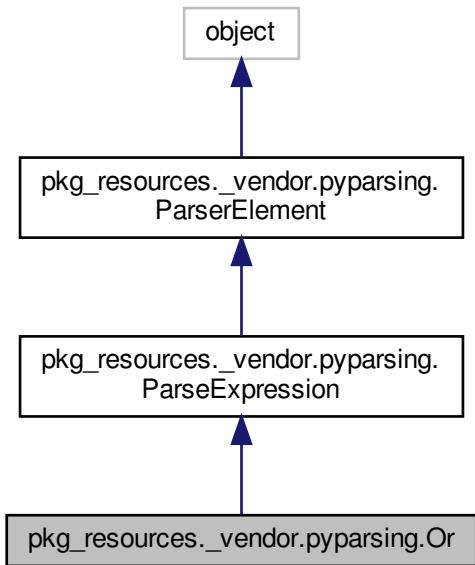 object
pkg_resources._vendor.pyparsing.
ParserElement
pkg_resources._vendor.pyparsing.
ParseExpression
pkg_resources._vendor.pyparsing.Or